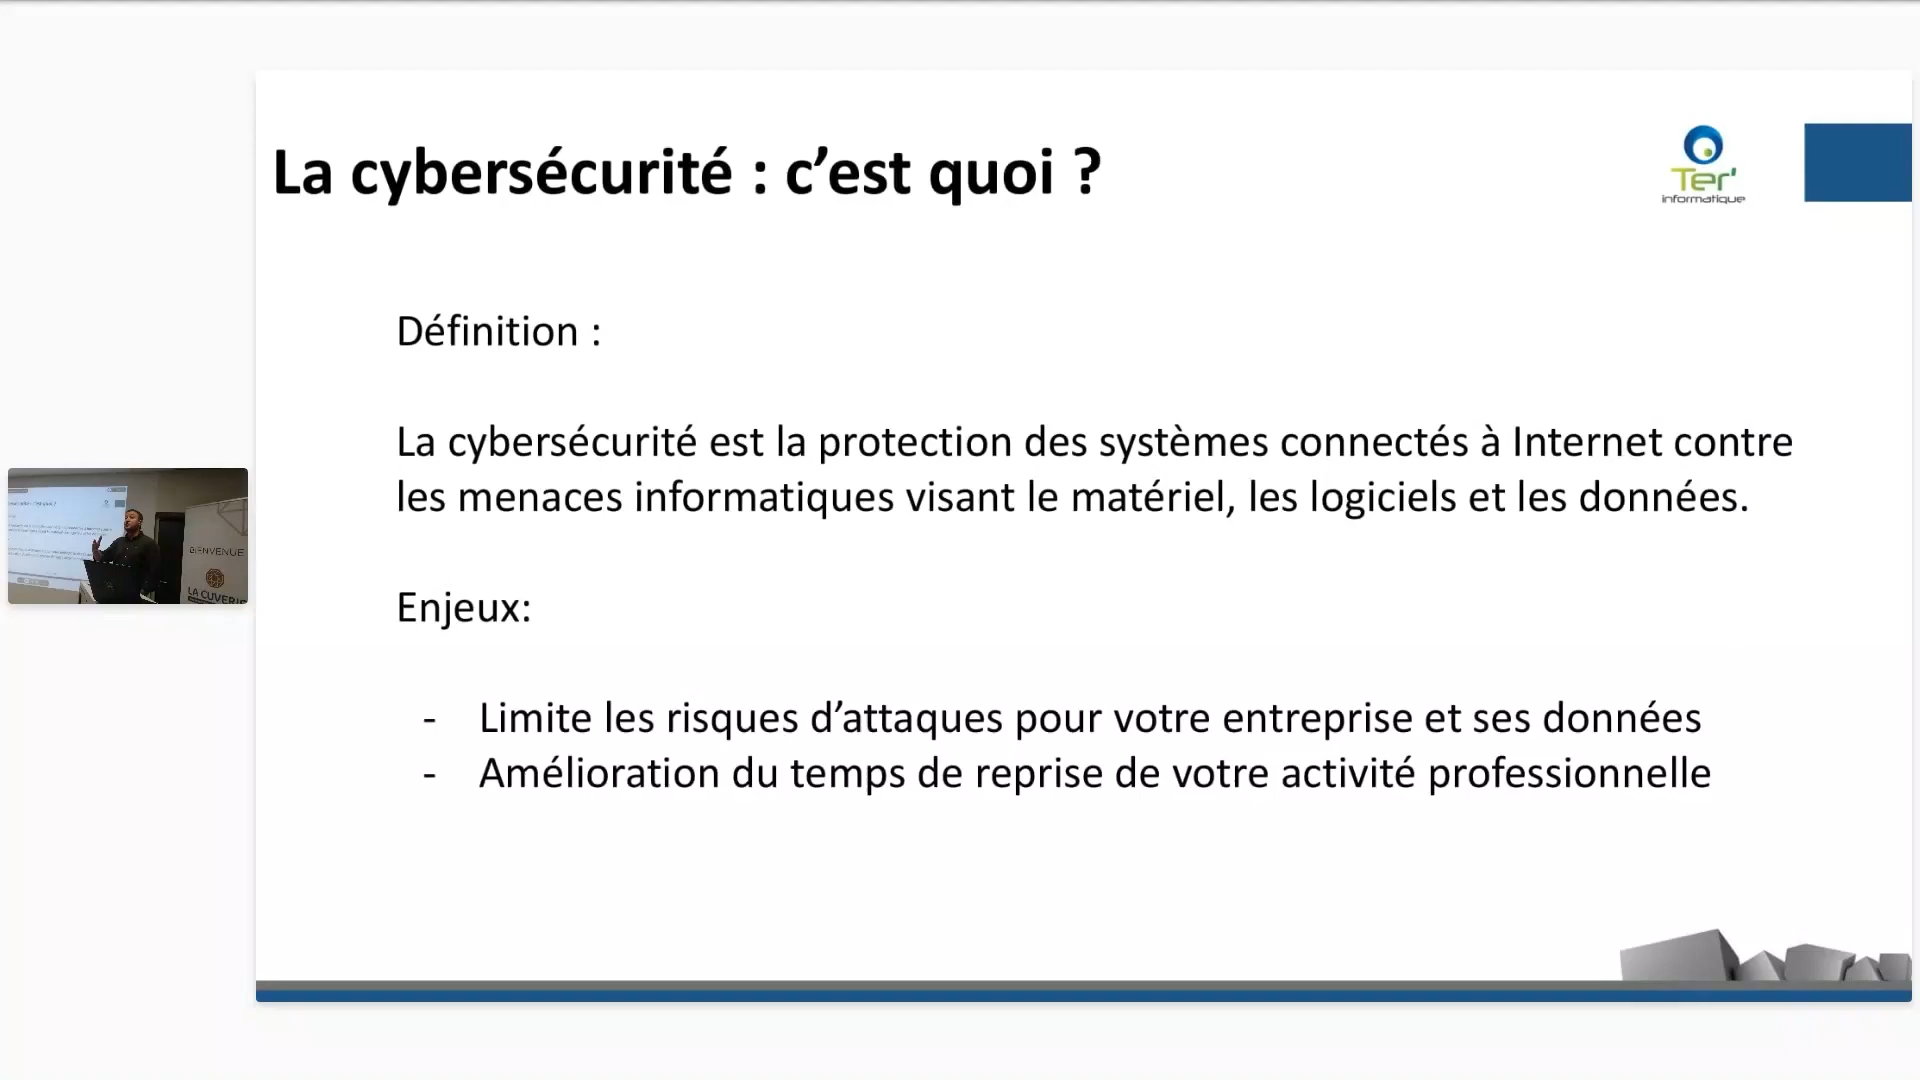 La cybersécurité : c’est quoi ?
Ter'
informatique
Définition :
La cybersécurité est la protection des systèmes connectés à Internet contre
les menaces informatiques visant le matériel, les logiciels et les données.
BIENVENUE
LA CUVERIE
Enjeux:
- Limite les risques d’attaques pour votre entreprise et ses données
- Amélioration du temps de reprise de votre activité professionnelle